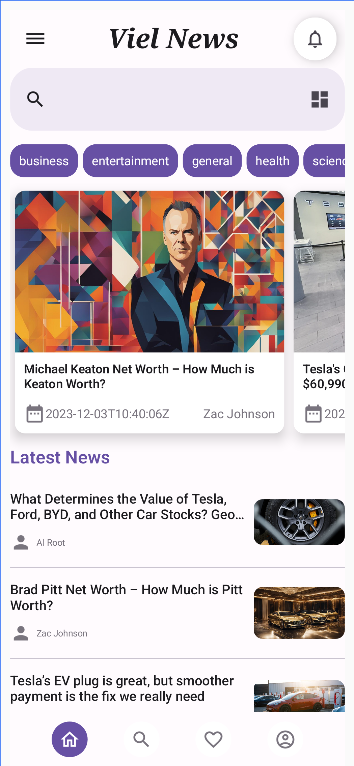 Viel News
business entertainment general health scienc
Michael Keaton Net Worth – How Much is
Keaton Worth?
2023-12-03T10:40:06Z Zac Johnson
Tesla's
$60,990
202
Latest News
What Determines the Value of Tesla,
Ford, BYD, and Other Car Stocks? Geo...
Al Root
Brad Pitt Net Worth – How Much is Pitt
Worth?
Zac Johnson
Tesla's EV plug is great, but smoother
payment is the fix we really need